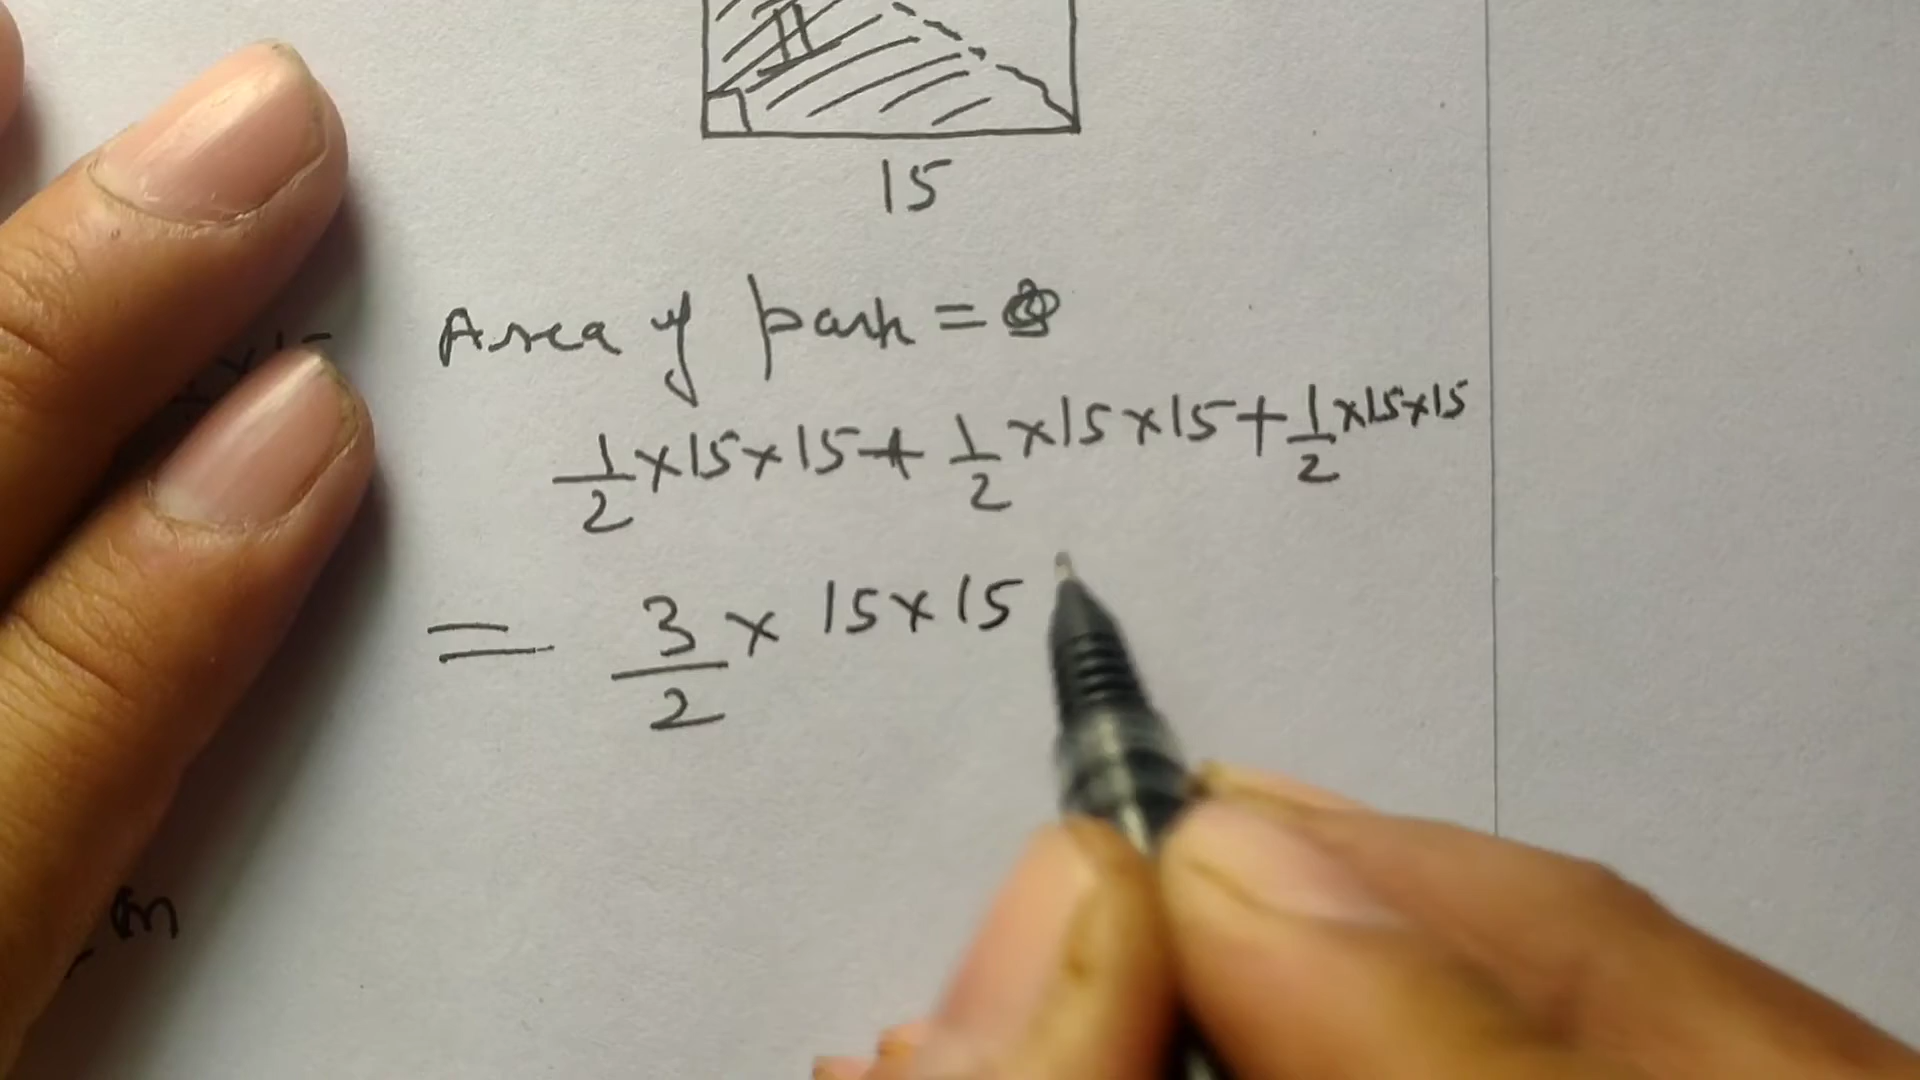 II
15
Area of park =
1/2 × 15 × 15 + 1/2 × 15 × 15 + 1/2 × 15 × 15
= 3/2 × 15 × 15
m